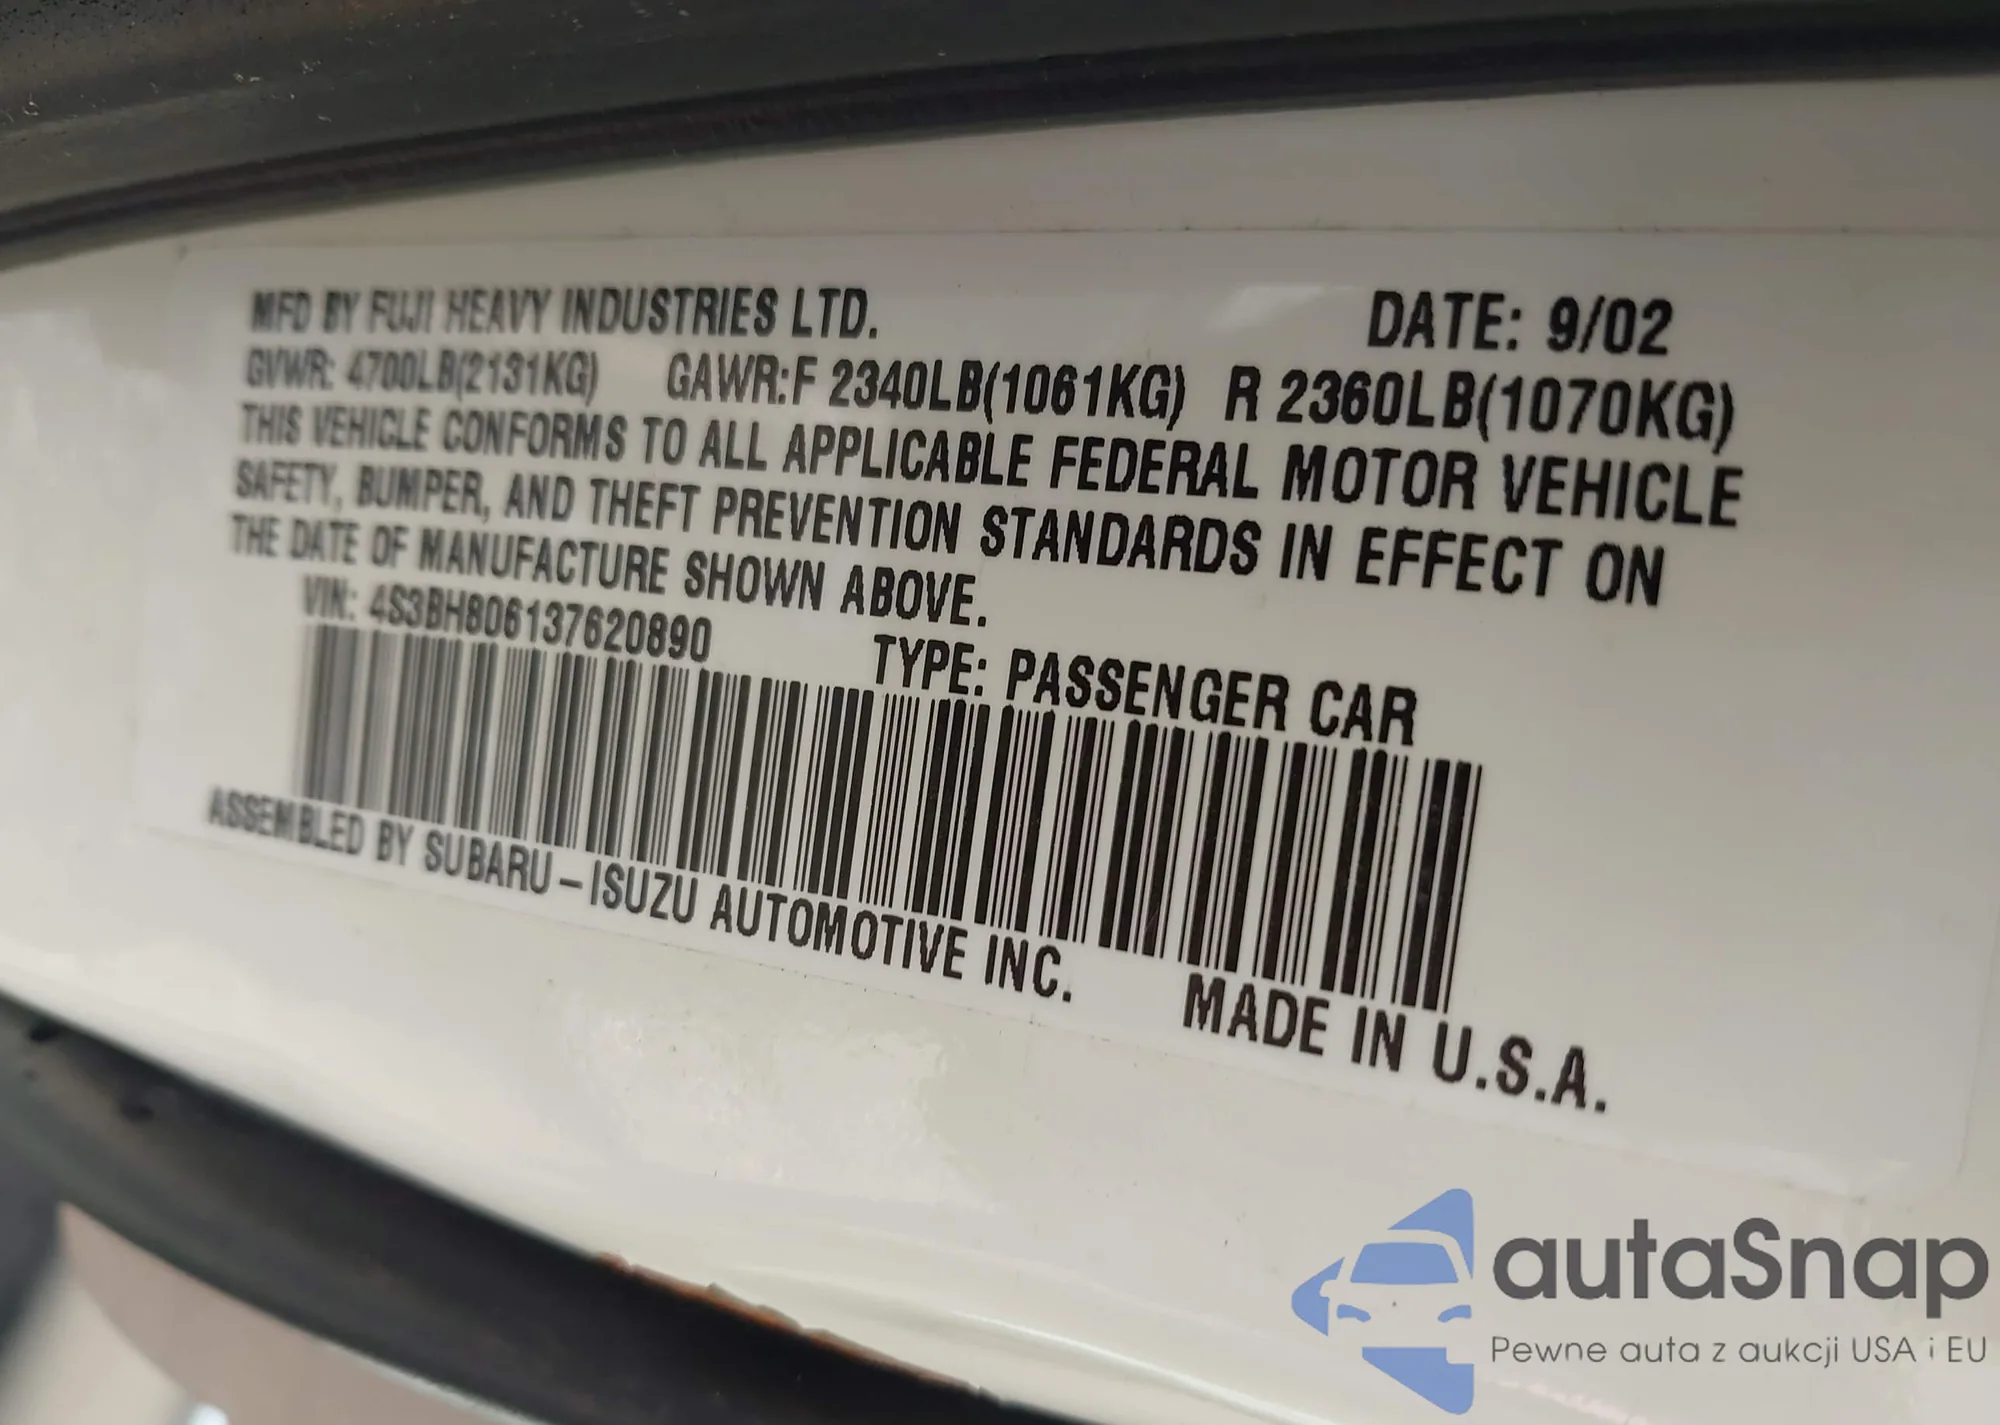 MFD BY FUJI HEAVY INDUSTRIES LTD. DATE: 9/02
GVWR: 4700LB(2131KG) GAWR:F 2340LB(1061KG) R 2360LB(1070KG)
THIS VEHICLE CONFORMS TO ALL APPLICABLE FEDERAL MOTOR VEHICLE
SAFETY, BUMPER, AND THEFT PREVENTION STANDARDS IN EFFECT ON
THE DATE OF MANUFACTURE SHOWN ABOVE.
VIN: 4S3BH806137620890 TYPE: PASSENGER CAR
ASSEMBLED BY SUBARU-ISUZU AUTOMOTIVE INC. MADE IN U.S.A.
autaSnap
Pewne auta z aukcji USA i EU